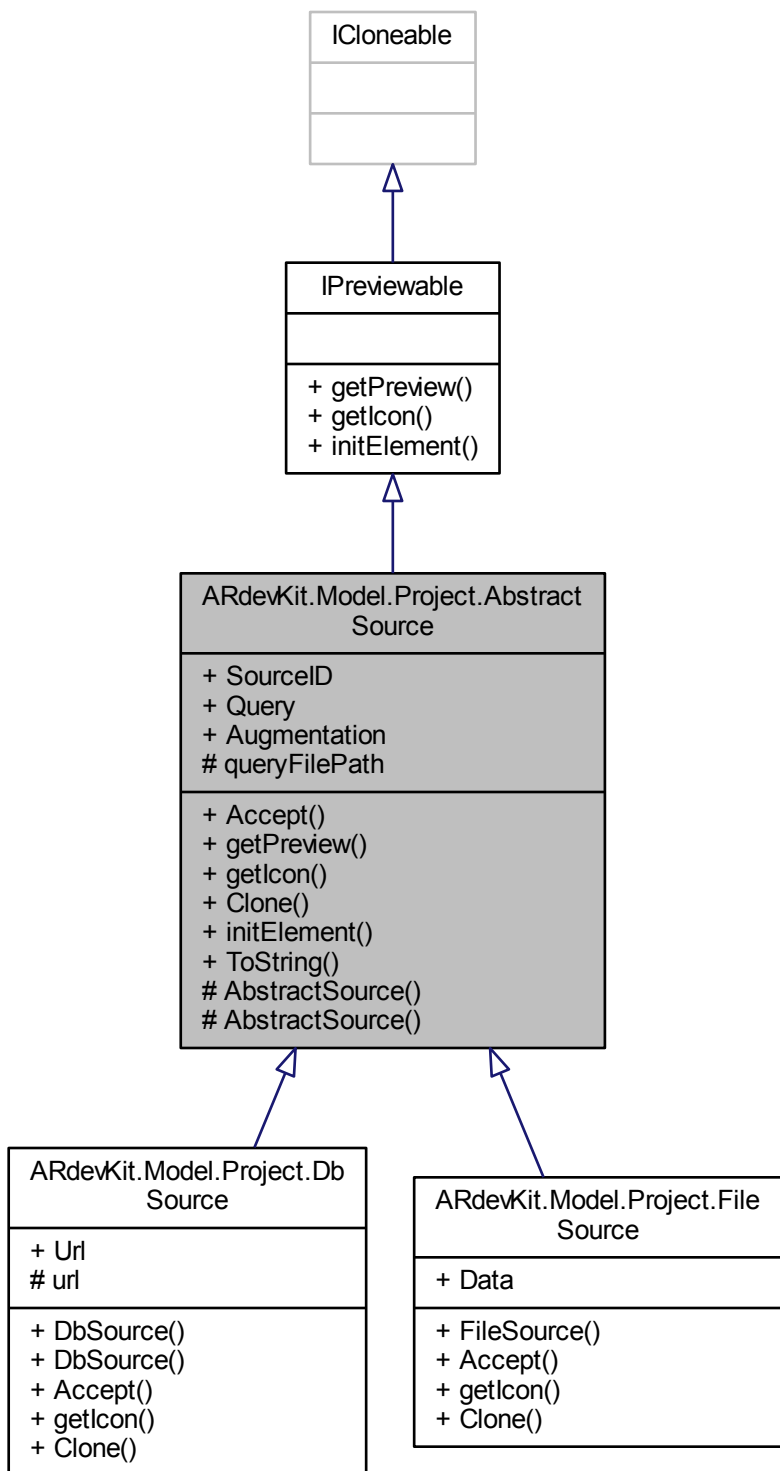 ICloneable
IPreviewable
+ getPreview()
+ getIcon()
+ initElement()
ARdevKit.Model.Project.Abstract
Source
+ SourceID
+ Query
+ Augmentation
# queryFilePath
+ Accept()
+ getPreview()
+ getIcon()
+ Clone()
+ initElement()
+ ToString()
# AbstractSource()
# AbstractSource()
ARdevKit.Model.Project.Db
Source
+ Url
# url
+ DbSource()
+ DbSource()
+ Accept()
+ getIcon()
+ Clone()
ARdevKit.Model.Project.File
Source
+ Data
+ FileSource()
+ Accept()
+ getIcon()
+ Clone()